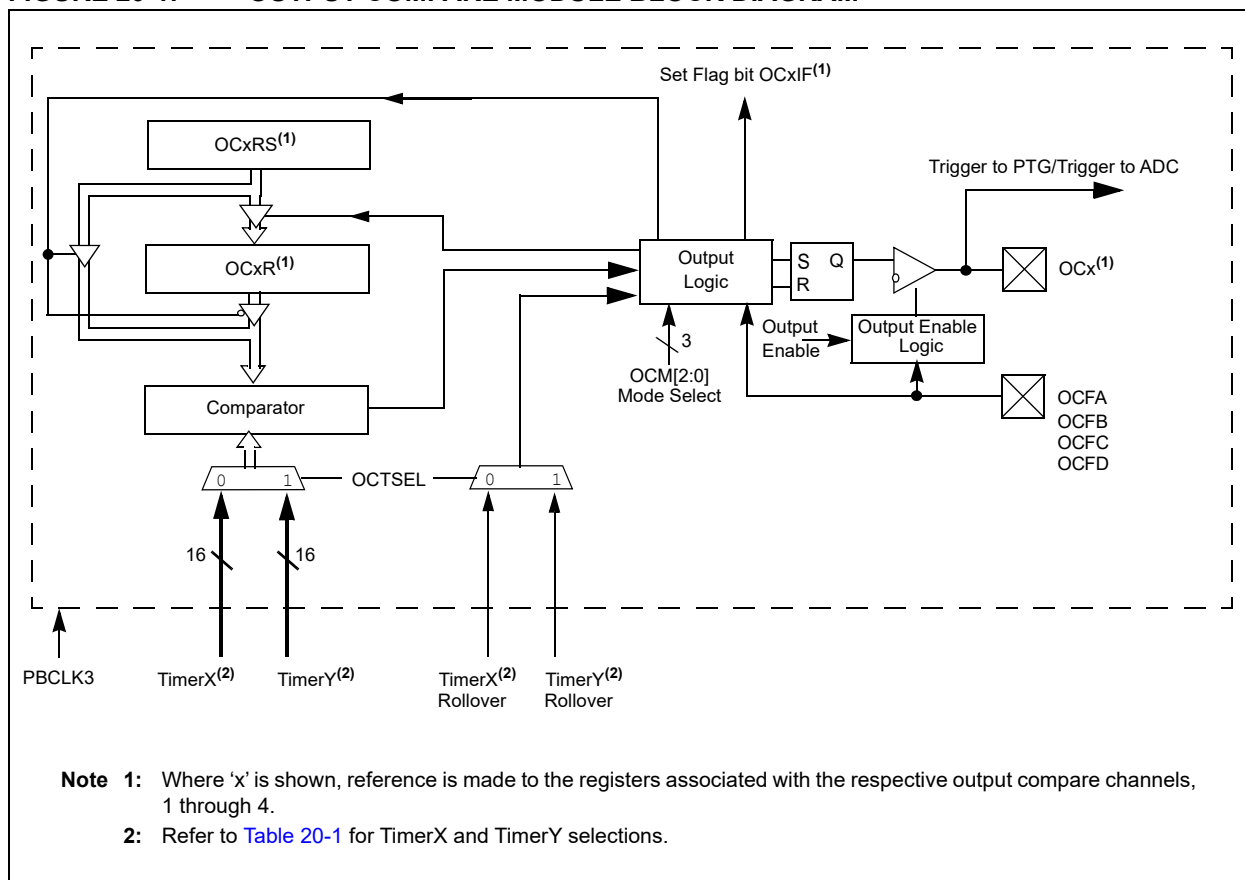 Set Flag bit OCxIF(1)
OCxRS(1)
Trigger to PTG/Trigger to ADC
OCxR(1)
Output
Logic
S Q
R
OCx(1)
3
OCM[2:0]
Mode Select
Output
Enable
Output Enable
Logic
Comparator
OCFA
OCFB
OCFC
OCFD
0 1
OCTSEL
0 1
16
16
PBCLK3
TimerX(2)
TimerY(2)
TimerX(2)
Rollover
TimerY(2)
Rollover
Note 1: Where ‘x’ is shown, reference is made to the registers associated with the respective output compare channels,
1 through 4.
2: Refer to Table 20-1 for TimerX and TimerY selections.